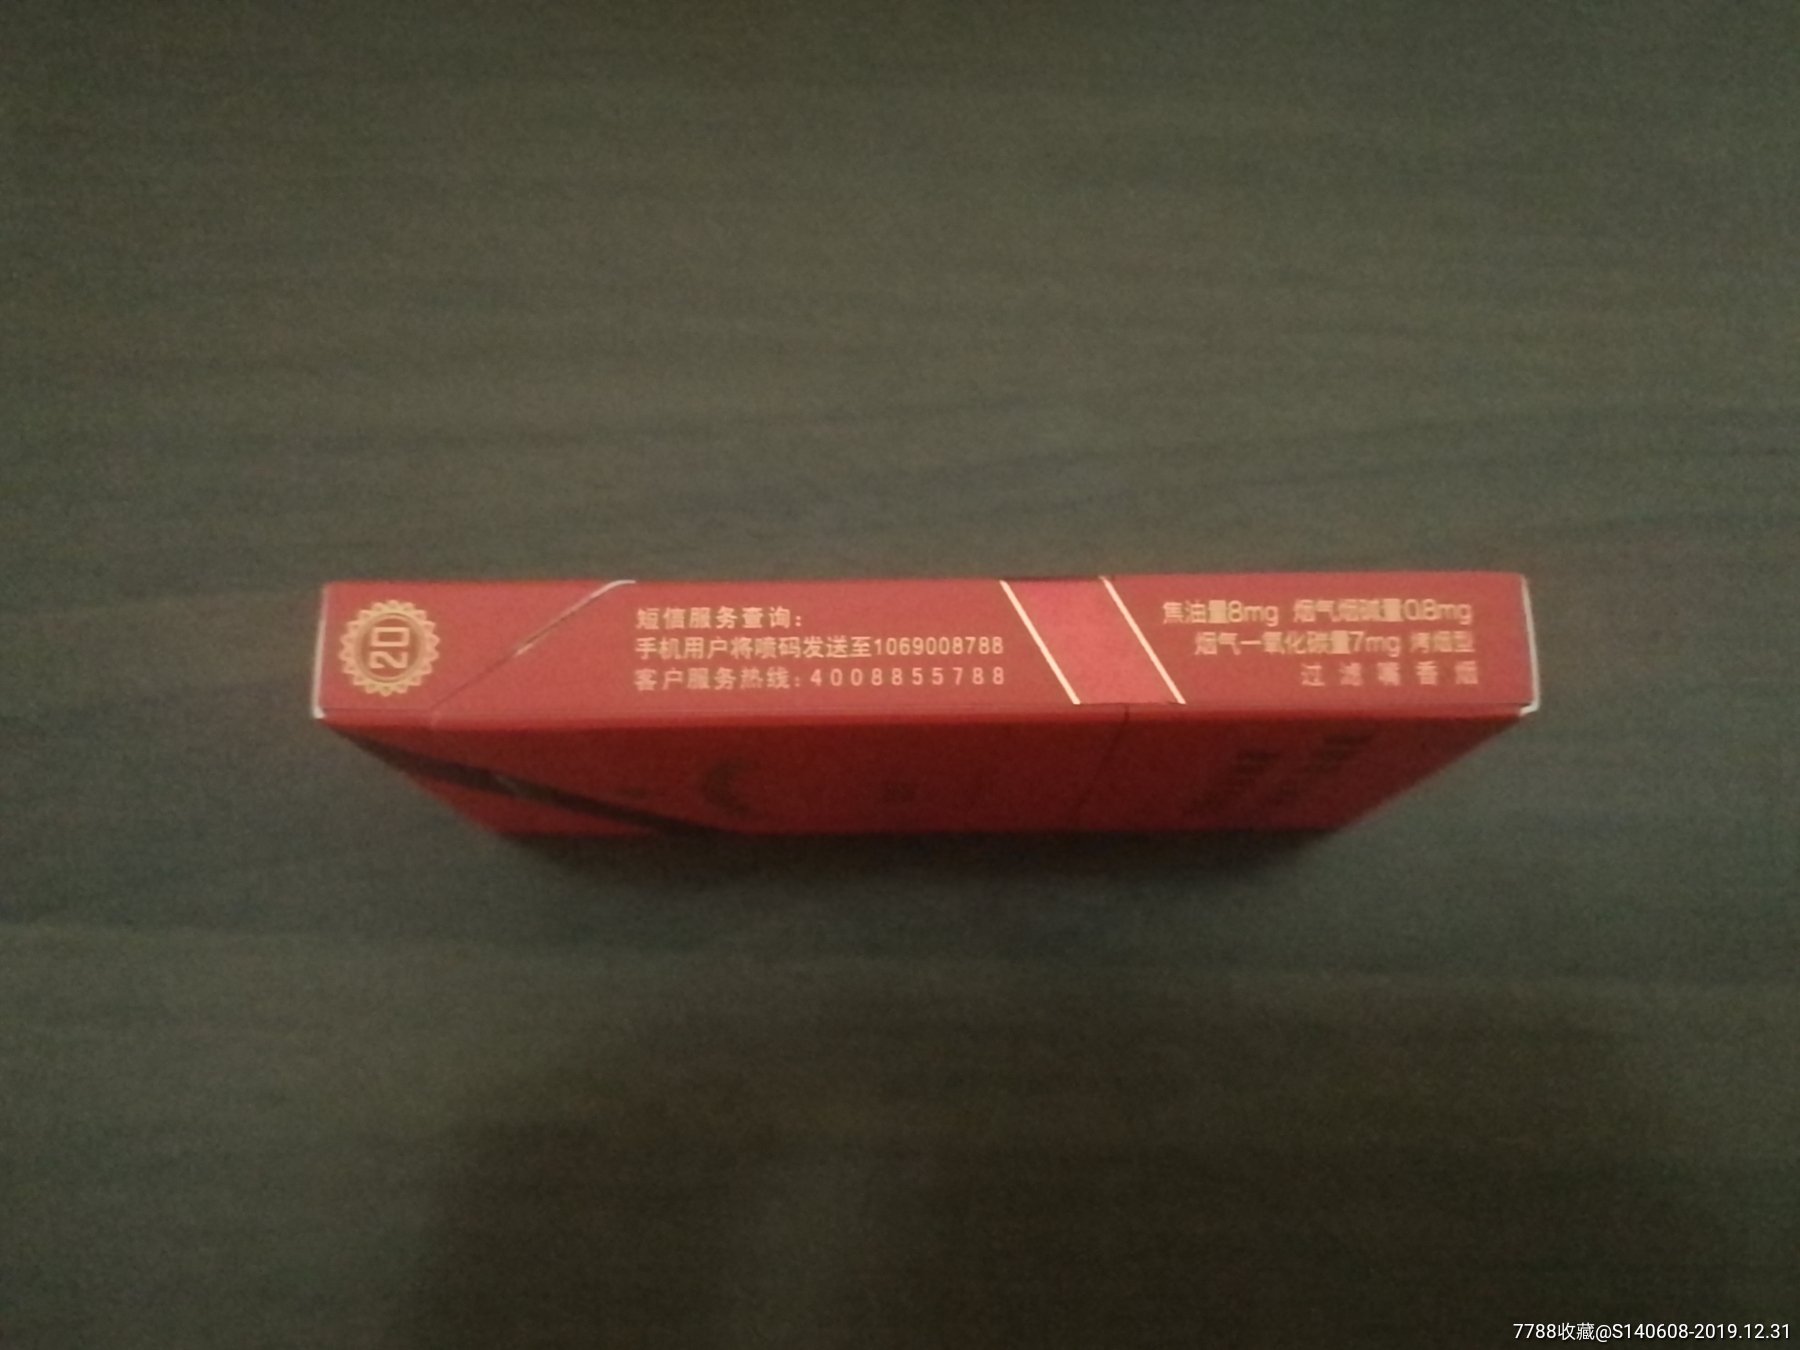 20
短信服务查询:
手机用户将喷码发送至1069008788
客户服务热线:4008855788
焦油量8mg 烟气烟碱量0.8mg
烟气一氧化碳量7mg 烤烟型
过滤嘴香烟
7788收藏@S140608-2019.12.31